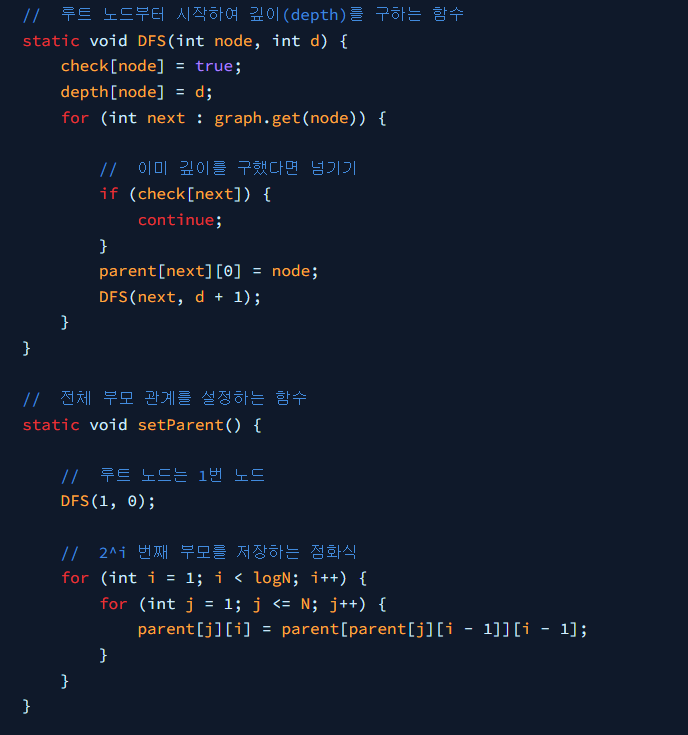 //  루트 노드부터 시작하여 깊이(depth)를 구하는 함수
static void DFS(int node, int d) {
    check[node] = true;
    depth[node] = d;
    for (int next : graph.get(node)) {

        //  이미 깊이를 구했다면 넘기기
        if (check[next]) {
            continue;
        }
        parent[next][0] = node;
        DFS(next, d + 1);
    }
}

//  전체 부모 관계를 설정하는 함수
static void setParent() {

    //  루트 노드는 1번 노드
    DFS(1, 0);

    //  2^i 번째 부모를 저장하는 점화식
    for (int i = 1; i < logN; i++) {
        for (int j = 1; j <= N; j++) {
            parent[j][i] = parent[parent[j][i - 1]][i - 1];
        }
    }
}